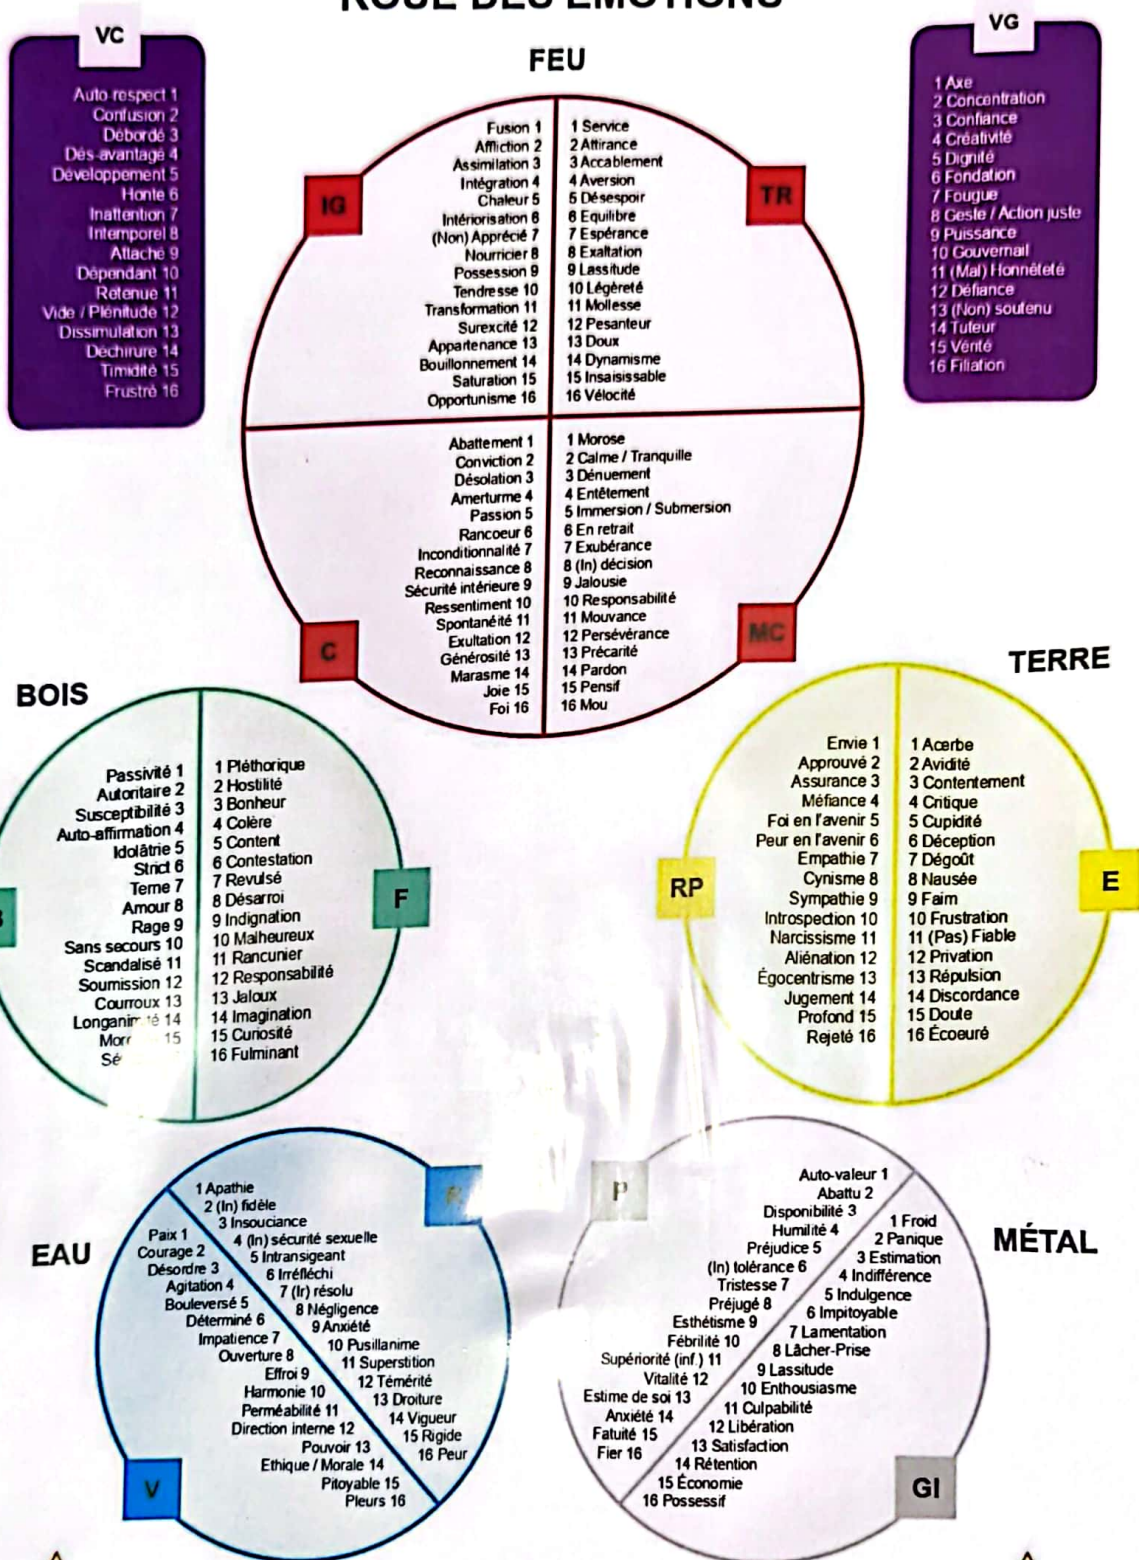 ROUE DES ÉMOTIONS
VC
Auto respect 1
Confusion 2
Débordé 3
Dés-avantagé 4
Développement 5
Honte 6
Inattention 7
Intemporel 8
Attaché 9
Dépendant 10
Retenue 11
Vide / Plénitude 12
Dissimulation 13
Déchirure 14
Timidité 15
Frustré 16
VG
1 Axe
2 Concentration
3 Confiance
4 Créativité
5 Dignité
6 Fondation
7 Fougue
8 Geste / Action juste
9 Puissance
10 Gouvernail
11 (Mal) Honnêteté
12 Défiance
13 (Non) soutenu
14 Tuteur
15 Vérité
16 Filiation
FEU
IG
Fusion 1
Affliction 2
Assimilation 3
Intégration 4
Chaleur 5
Intériorisation 6
(Non) Apprécié 7
Nourricier 8
Possession 9
Tendresse 10
Transformation 11
Surexcité 12
Appartenance 13
Bouillonnement 14
Saturation 15
Opportunisme 16
TR
1 Service
2 Attirance
3 Accablement
4 Aversion
5 Désespoir
6 Equilibre
7 Espérance
8 Exaltation
9 Lassitude
10 Légèreté
11 Mollesse
12 Pesanteur
13 Doux
14 Dynamisme
15 Insaisissable
16 Vélocité
C
Abattement 1
Conviction 2
Désolation 3
Amerturme 4
Passion 5
Rancoeur 6
Inconditionnalité 7
Reconnaissance 8
Sécurité intérieure 9
Ressentiment 10
Spontanéité 11
Exultation 12
Générosité 13
Marasme 14
Joie 15
Foi 16
MC
1 Morose
2 Calme / Tranquille
3 Dénuement
4 Entêtement
5 Immersion / Submersion
6 En retrait
7 Exubérance
8 (In) décision
9 Jalousie
10 Responsabilité
11 Mouvance
12 Persévérance
13 Précarité
14 Pardon
15 Pensif
16 Mou
BOIS
Passivité 1
Autoritaire 2
Susceptibilité 3
Auto-affirmation 4
Idolâtrie 5
Strict 6
Terne 7
Amour 8
Rage 9
Sans secours 10
Scandalisé 11
Soumission 12
Courroux 13
14
15
F
1 Pléthorique
2 Hostilité
3 Bonheur
4 Colère
5 Content
6 Contestation
7 Revulsé
8 Désarroi
9 Indignation
10 Malheureux
11 Rancunier
12 Responsabilité
13 Jaloux
14 Imagination
15 Curiosité
16 Fulminant
TERRE
RP
Envie 1
Approuvé 2
Assurance 3
Méfiance 4
Foi en l'avenir 5
Peur en l'avenir 6
Empathie 7
Cynisme 8
Sympathie 9
Introspection 10
Narcissisme 11
Aliénation 12
Égocentrisme 13
Jugement 14
Profond 15
Rejeté 16
E
1 Acerbe
2 Avidité
3 Contentement
4 Critique
5 Cupidité
6 Déception
7 Dégoût
8 Nausée
9 Faim
10 Frustration
11 (Pas) Fiable
12 Privation
13 Répulsion
14 Discordance
15 Doute
16 Écoeuré
EAU
V
Paix 1
Courage 2
Désordre 3
Agitation 4
Bouleversé 5
Déterminé 6
Impatience 7
Ouverture 8
Effroi 9
Harmonie 10
Perméabilité 11
Direction interne 12
Pouvoir 13
Ethique / Morale 14
Pitoyable 15
Pleurs 16
1 Apathie
2 (In) fidèle
3 Insouciance
4 (In) sécurité sexuelle
5 Intransigeant
6 Irréfléchi
7 (Ir) résolu
8 Négligence
9 Anxiété
10 Pusillanime
11 Superstition
12 Témérité
13 Droiture
14 Vigueur
15 Rigide
16 Peur
MÉTAL
P
Auto-valeur 1
Abattu 2
Disponibilité 3
Humilité 4
Préjudice 5
(In) tolérance 6
Tristesse 7
Préjugé 8
Esthétisme 9
Fébrilité 10
Supériorité (inf.) 11
Vitalité 12
Estime de soi 13
Anxiété 14
Fatuité 15
Fier 16
GI
1 Froid
2 Panique
3 Estimation
4 Indifférence
5 Indulgence
6 Impitoyable
7 Lamentation
8 Lâcher-Prise
9 Lassitude
10 Enthousiasme
11 Culpabilité
12 Libération
13 Satisfaction
14 Rétention
15 Économie
16 Possessif